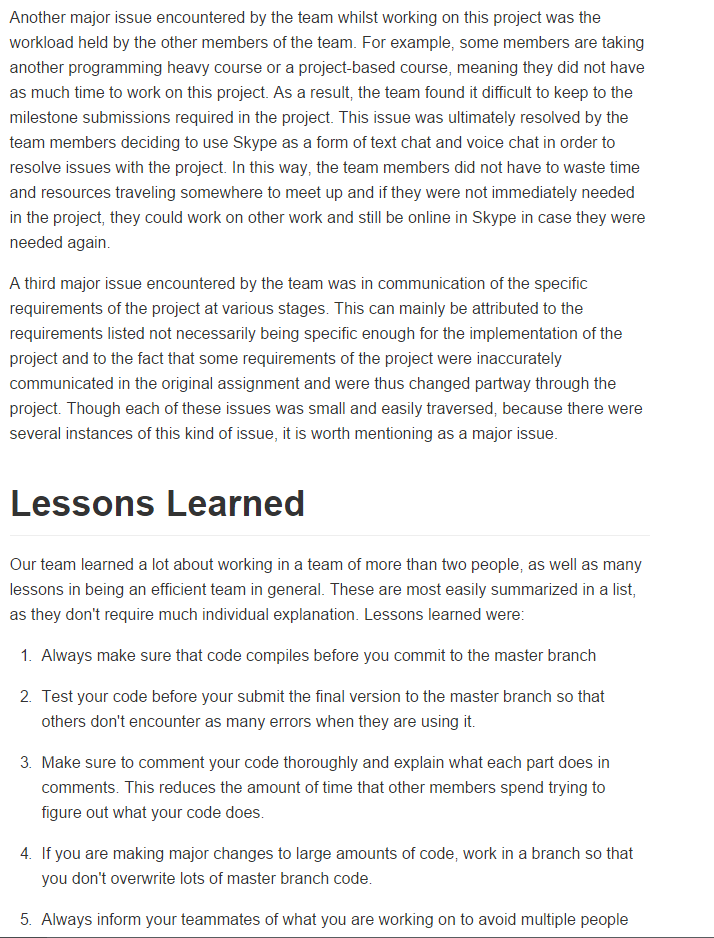 Another major issue encountered by the team whilst working on this project was the
workload held by the other members of the team. For example, some members are taking
another programming heavy course or a project-based course, meaning they did not have
as much time to work on this project. As a result, the team found it difficult to keep to the
milestone submissions required in the project. This issue was ultimately resolved by the
team members deciding to use Skype as a form of text chat and voice chat in order to
resolve issues with the project. In this way, the team members did not have to waste time
and resources traveling somewhere to meet up and if they were not immediately needed
in the project, they could work on other work and still be online in Skype in case they were
needed again.
A third major issue encountered by the team was in communication of the specific
requirements of the project at various stages. This can mainly be attributed to the
requirements listed not necessarily being specific enough for the implementation of the
project and to the fact that some requirements of the project were inaccurately
communicated in the original assignment and were thus changed partway through the
project. Though each of these issues was small and easily traversed, because there were
several instances of this kind of issue, it is worth mentioning as a major issue.
Lessons Learned
Our team learned a lot about working in a team of more than two people, as well as many
lessons in being an efficient team in general. These are most easily summarized in a list,
as they don't require much individual explanation. Lessons learned were:
1. Always make sure that code compiles before you commit to the master branch
2. Test your code before your submit the final version to the master branch so that
others don't encounter as many errors when they are using it.
3. Make sure to comment your code thoroughly and explain what each part does in
comments. This reduces the amount of time that other members spend trying to
figure out what your code does.
4. If you are making major changes to large amounts of code, work in a branch so that
you don't overwrite lots of master branch code.
5. Always inform your teammates of what you are working on to avoid multiple people